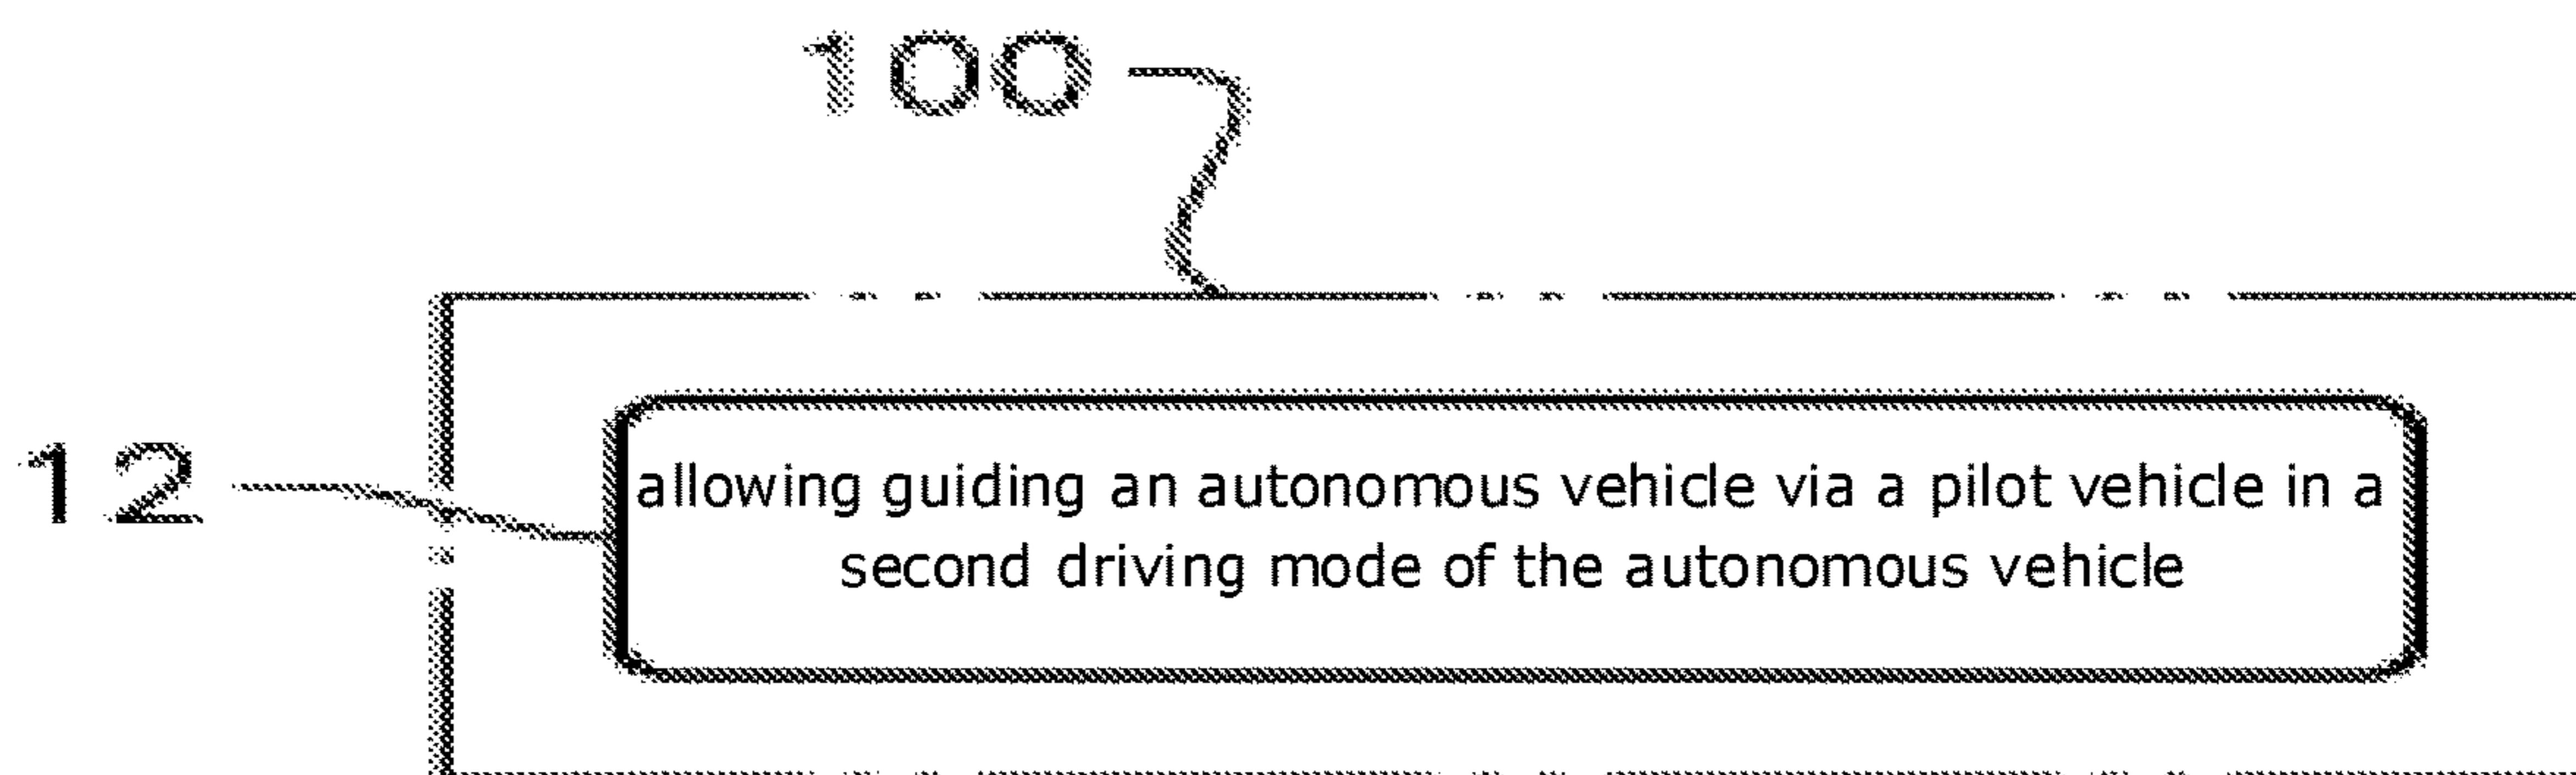 100
12
allowing guiding an autonomous vehicle via a pilot vehicle in a
second driving mode of the autonomous vehicle